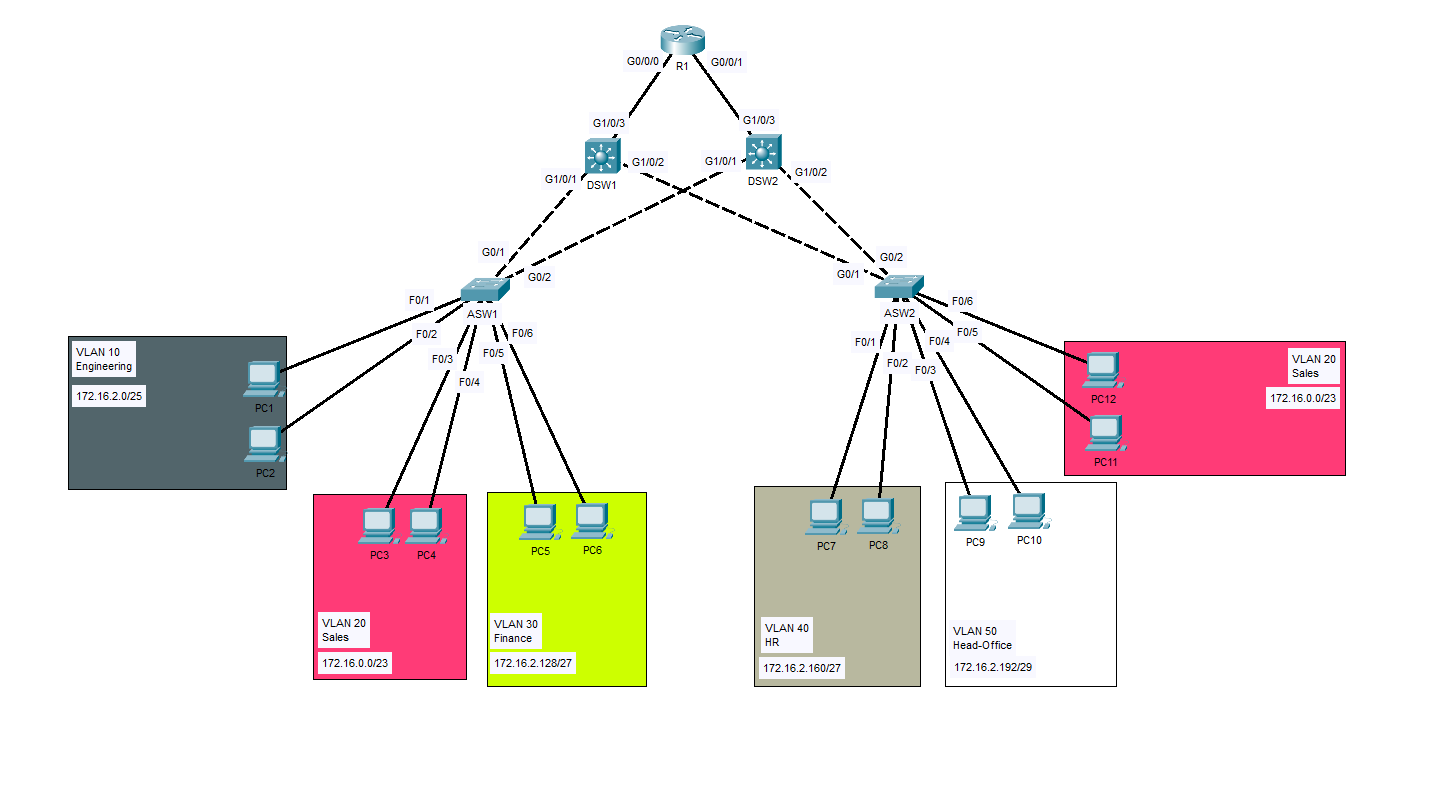 G0/0/0
R1
G0/0/1
G1/0/3
G1/0/3
G1/0/1
DSW1
G1/0/2
G1/0/1
DSW2
G1/0/2
G0/1
G0/2
G0/1
G0/2
F0/1
ASW1
F0/2
F0/3
F0/4
F0/5
F0/6
ASW2
F0/1
F0/2
F0/3
F0/4
F0/5
F0/6
VLAN 10
Engineering
172.16.2.0/25
PC1
PC2
VLAN 20
Sales
172.16.0.0/23
PC12
PC11
PC3
PC4
VLAN 20
Sales
172.16.0.0/23
PC5
PC6
VLAN 30
Finance
172.16.2.128/27
PC7
PC8
VLAN 40
HR
172.16.2.160/27
PC9
PC10
VLAN 50
Head-Office
172.16.2.192/29